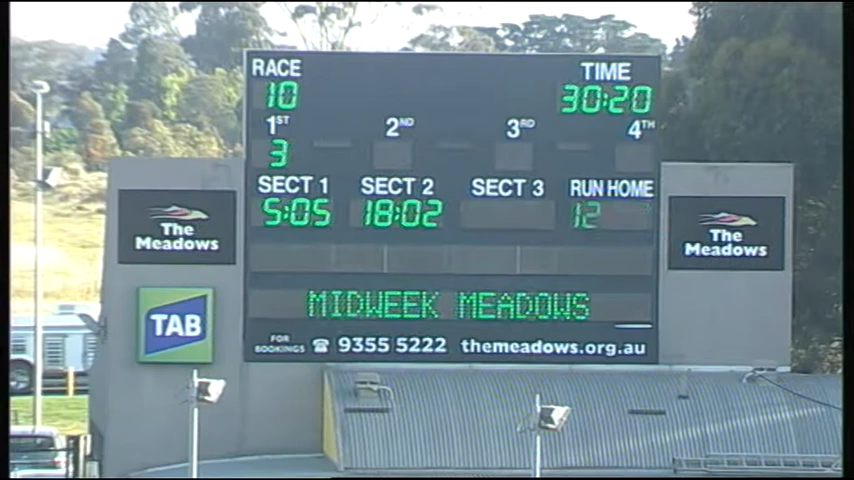 RACE TIME
10 30:20
1ST 2ND 3RD 4TH
3
SECT 1 SECT 2 SECT 3 RUN HOME
5:05 18:02 12
The Meadows
The Meadows
MIDWEEK MEADOWS
TAB
FOR BOOKINGS ☎ 9355 5222 themeadows.org.au